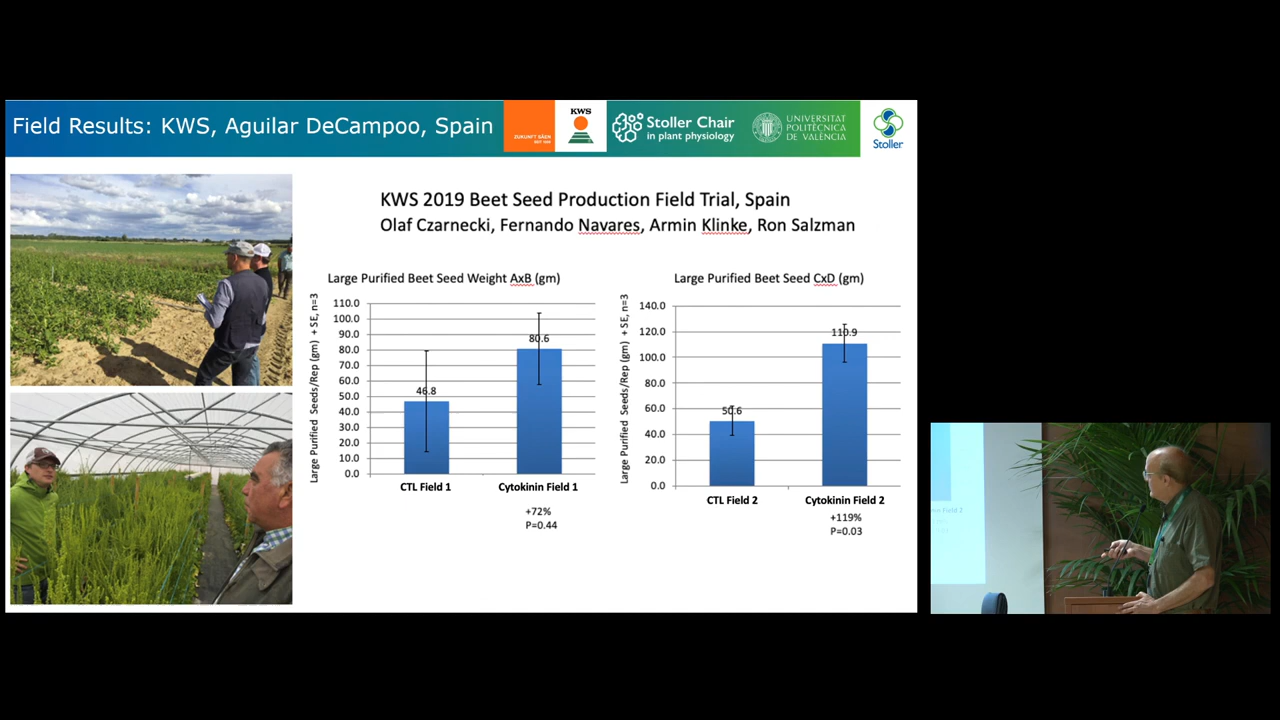 Field Results: KWS, Aguilar DeCampoo, Spain
ZUKUNFT SÄEN
SEIT 1856
KWS
Stoller Chair
in plant physiology
UNIVERSITAT
POLITÈCNICA
DE VALÈNCIA
Stoller
KWS 2019 Beet Seed Production Field Trial, Spain
Olaf Czarnecki, Fernando Navares, Armin Klinke, Ron Salzman
Large Purified Beet Seed Weight AxB (gm)
Large Purified Seeds/Rep (gm) + SE, n=3
110.0
100.0
90.0
80.0
70.0
60.0
50.0
40.0
30.0
20.0
10.0
0.0
46.8
80.6
CTL Field 1
Cytokinin Field 1
+72%
P=0.44
Large Purified Beet Seed CxD (gm)
Large Purified Seeds/Rep (gm) + SE, n=3
140.0
120.0
100.0
80.0
60.0
40.0
20.0
0.0
50.6
110.9
CTL Field 2
Cytokinin Field 2
+119%
P=0.03